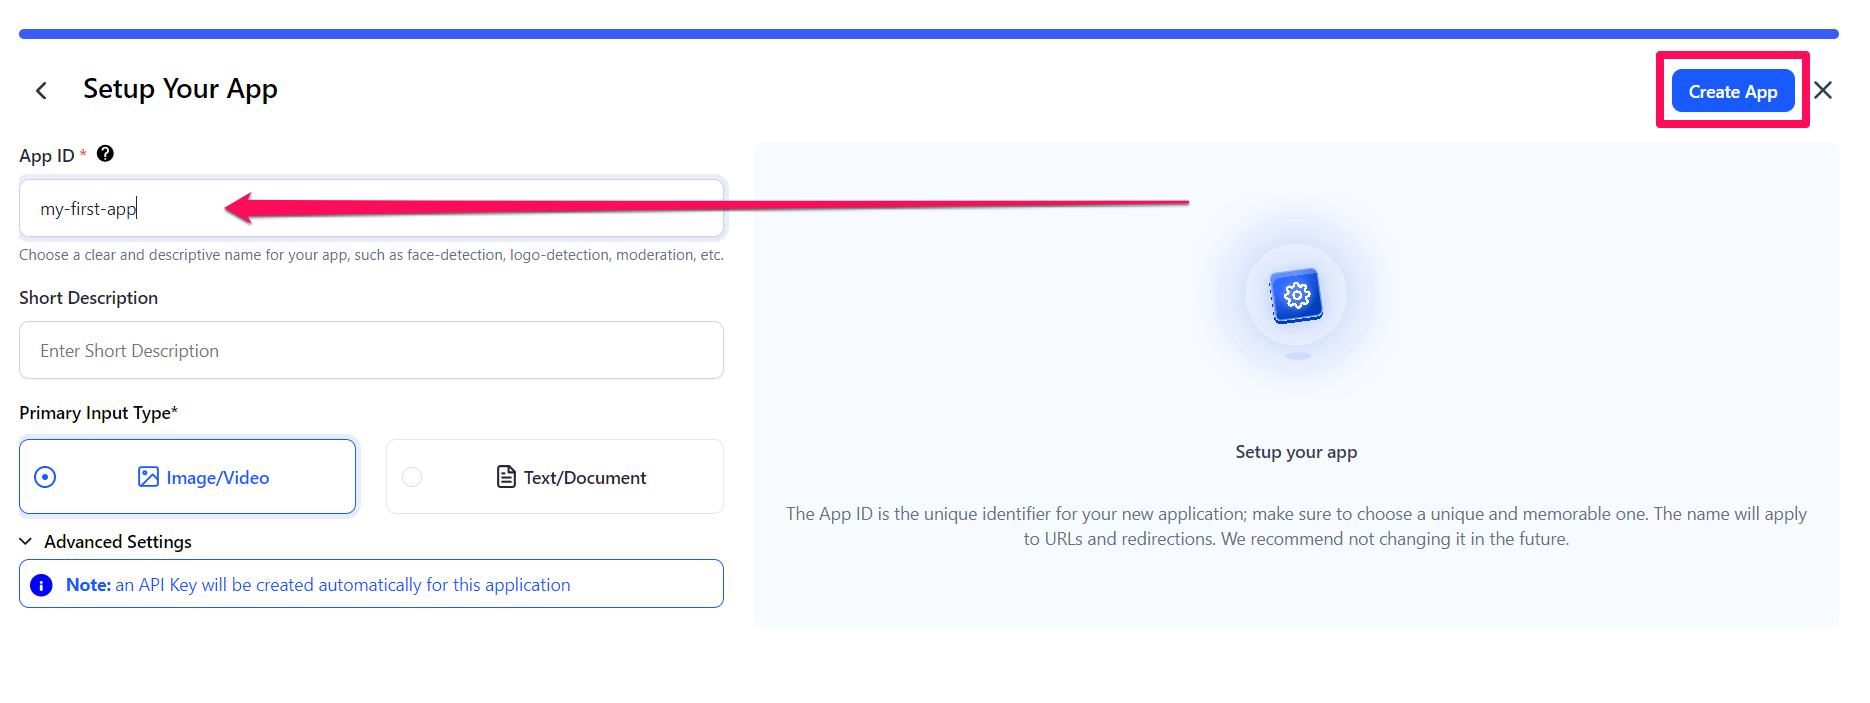 Setup Your App
Create App
App ID *
my-first-app
Choose a clear and descriptive name for your app, such as face-detection, logo-detection, moderation, etc.
Short Description
Enter Short Description
Primary Input Type*
Image/Video
Text/Document
Advanced Settings
Note: an API Key will be created automatically for this application
Setup your app
The App ID is the unique identifier for your new application; make sure to choose a unique and memorable one. The name will apply
to URLs and redirections. We recommend not changing it in the future.